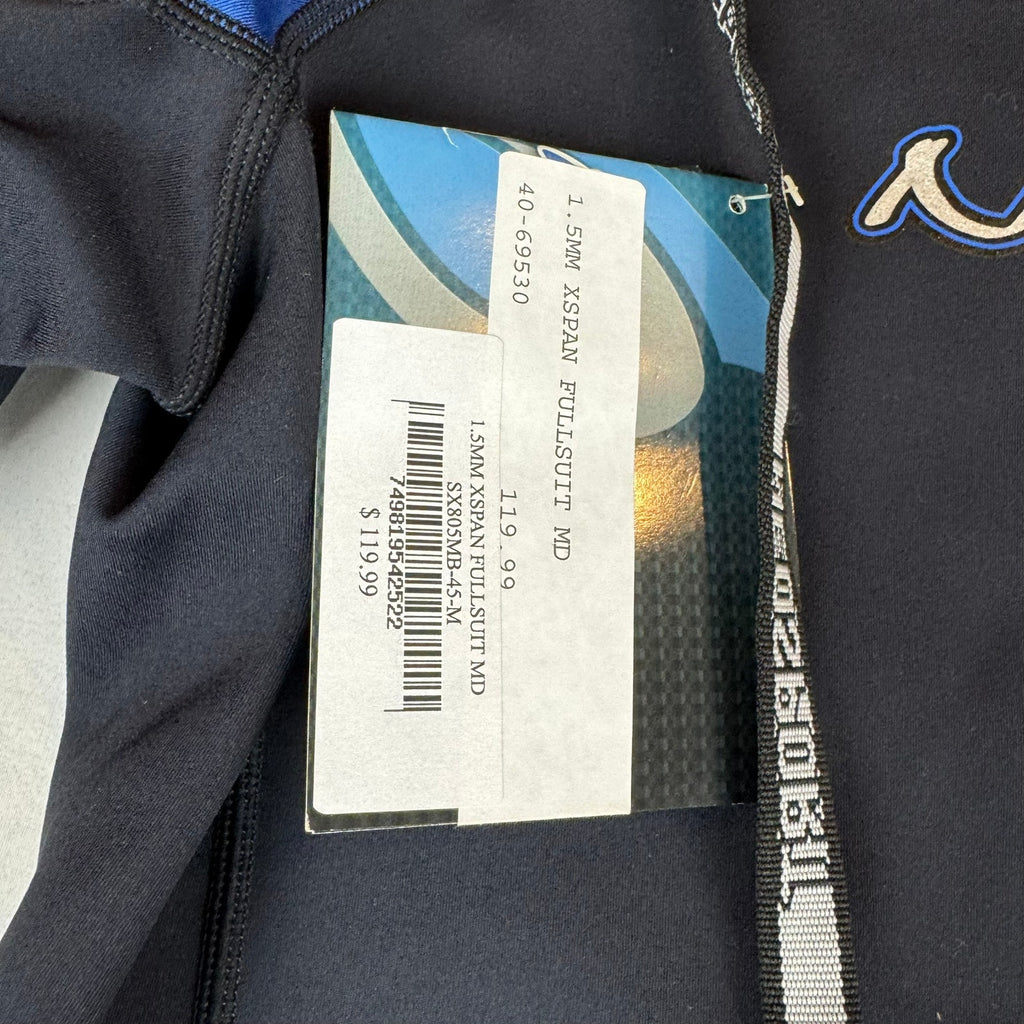 1.5MM XSPAN FULLSUIT MD
40-69530
119.99
1.5MM XSPAN FULLSUIT MD
SX805MB-45-M
749819542522
$ 119.99